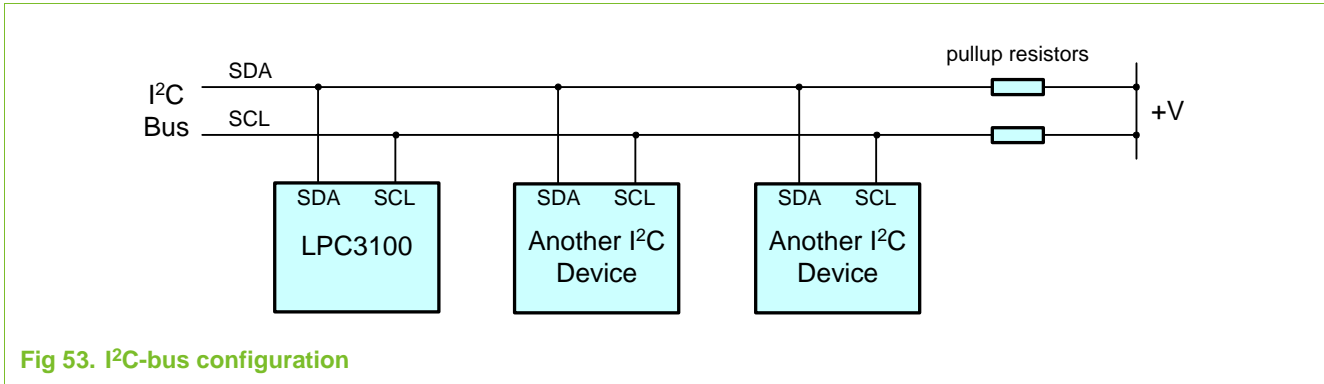 pullup resistors
SDA
I²C
Bus
SCL
+V
SDA SCL
LPC3100
SDA SCL
Another I²C
Device
SDA SCL
Another I²C
Device
Fig 53. I²C-bus configuration